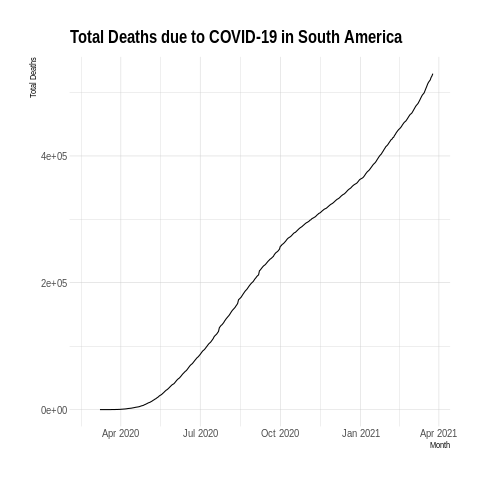 Total Deaths due to COVID-19 in South America
Total Deaths
4e+05
2e+05
0e+00
Apr 2020 Jul 2020 Oct 2020 Jan 2021 Apr 2021
Month